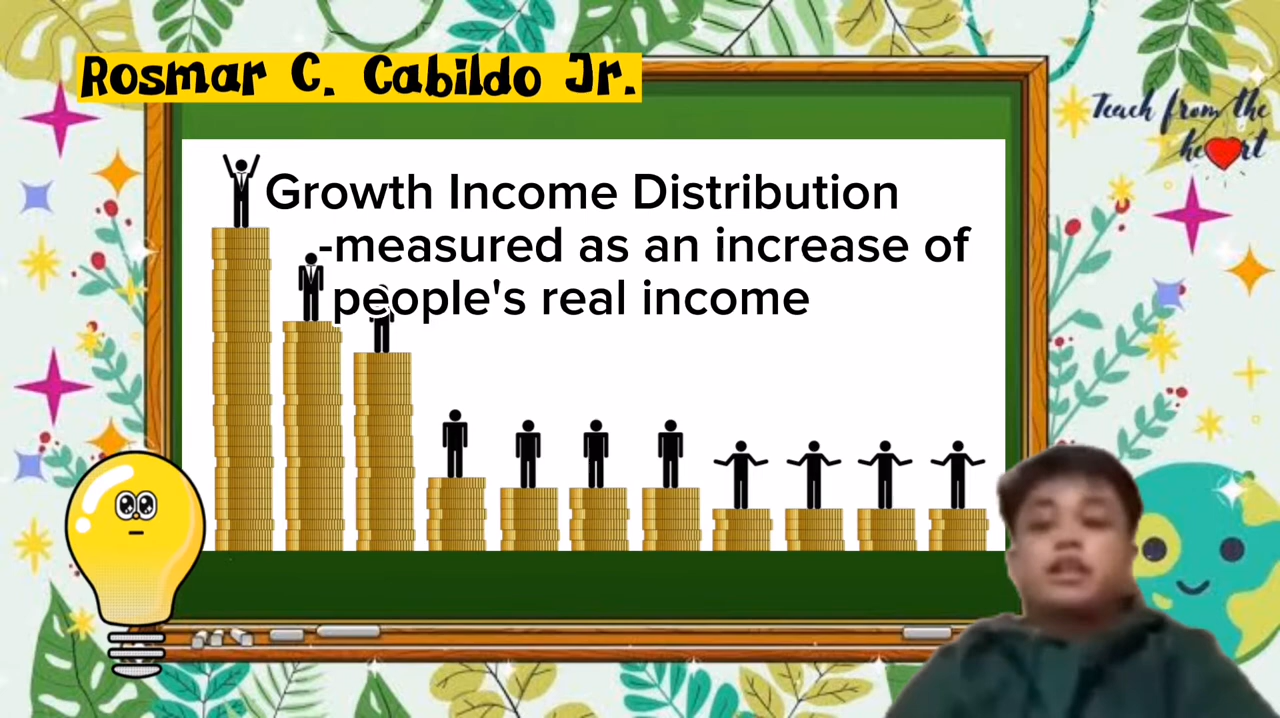 Rosmar C. Cabildo Jr.
Teach from the
heart
Growth Income Distribution
-measured as an increase of
people's real income